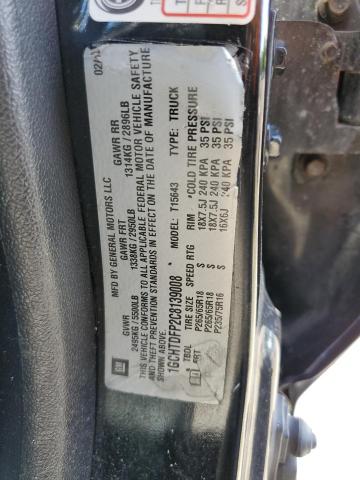 02/12
MFD BY GENERAL MOTORS LLC
GVWR GAWR FRT GAWR RR
2495KG / 5500LB 1338KG / 2950LB 1314KG / 2896LB
THIS VEHICLE CONFORMS TO ALL APPLICABLE FEDERAL MOTOR VEHICLE SAFETY
AND THEFT PREVENTION STANDARDS IN EFFECT ON THE DATE OF MANUFACTURE
SHOWN ABOVE.
1GCHTDFP2C8139008 T15643 TYPE: TRUCK
TIRE SIZE SPEED RTG RIM *COLD TIRE PRESSURE
FRT P265/65R18 S 18X7.5J 240 KPA 35 PSI
P265/65R18 S 18X7.5J 240 KPA 35 PSI
P235/75R16 S 16X6J 240 KPA 35 PSI